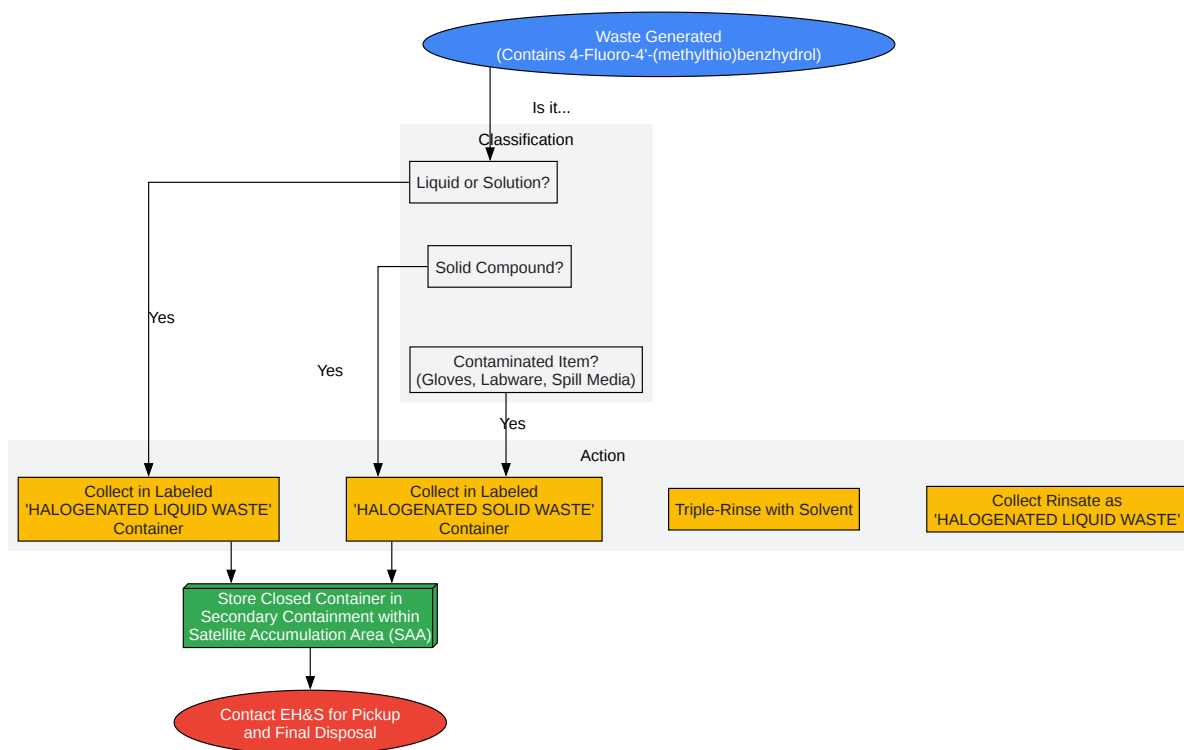 Waste Generated
(Contains 4-Fluoro-4'-(methylthio)benzhydrol)
Is it...
Classification
Liquid or Solution?
Solid Compound?
Yes
Yes
Contaminated Item?
(Gloves, Labware, Spill Media)
Yes
Action
Collect in Labeled
'HALOGENATED LIQUID WASTE'
Container
Collect in Labeled
'HALOGENATED SOLID WASTE'
Container
Triple-Rinse with Solvent
Collect Rinsate as
'HALOGENATED LIQUID WASTE'
Store Closed Container in
Secondary Containment within
Satellite Accumulation Area (SAA)
Contact EH&S for Pickup
and Final Disposal